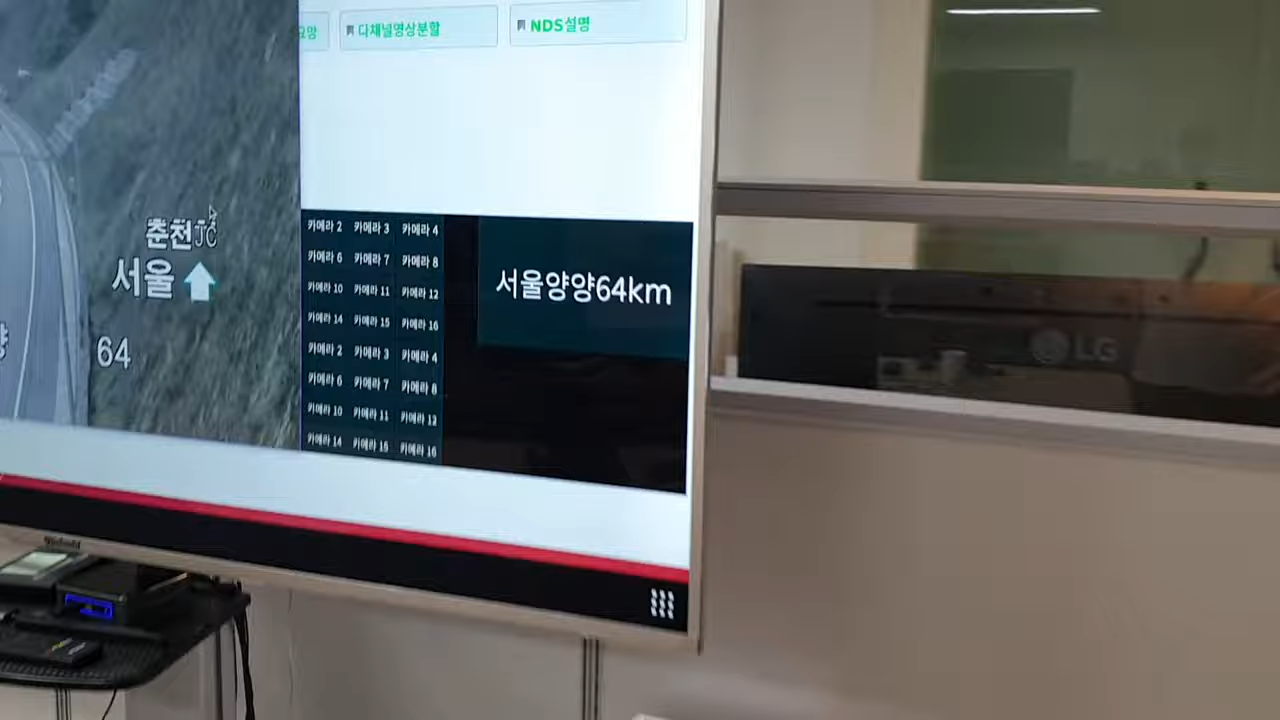 다채널영상분할
NDS설명
춘천JC
서울
64
카메라 2 카메라 3 카메라 4
카메라 6 카메라 7 카메라 8
카메라 10 카메라 11 카메라 12
카메라 14 카메라 15 카메라 16
카메라 2 카메라 3 카메라 4
카메라 6 카메라 7 카메라 8
카메라 10 카메라 11 카메라 12
카메라 14 카메라 15 카메라 16
서울양양64km
LG